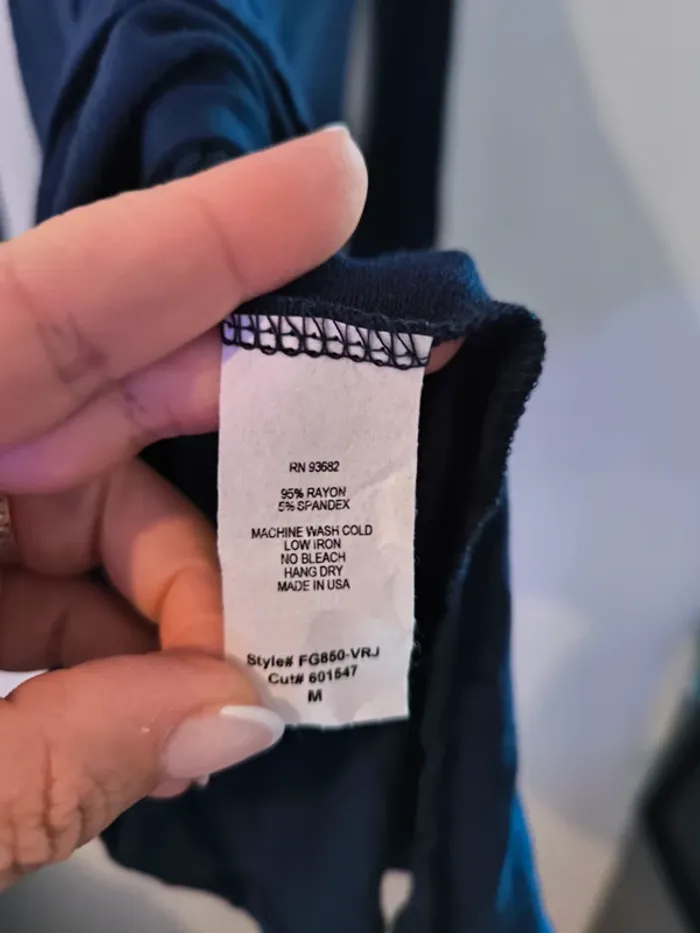 RN 93682
95% RAYON
5% SPANDEX
MACHINE WASH COLD
LOW IRON
NO BLEACH
HANG DRY
MADE IN USA
Style# FG850-VRJ
Cut# 601547
M